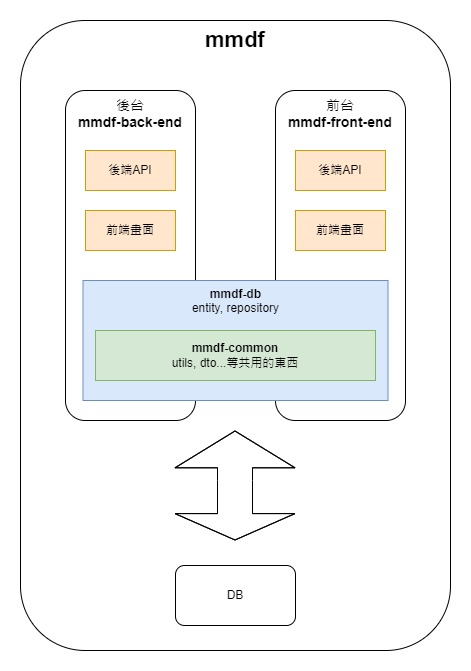 mmdf
後台
mmdf-back-end
後端API
前端畫面
前台
mmdf-front-end
後端API
前端畫面
mmdf-db
entity, repository
mmdf-common
utils, dto...等共用的東西
DB